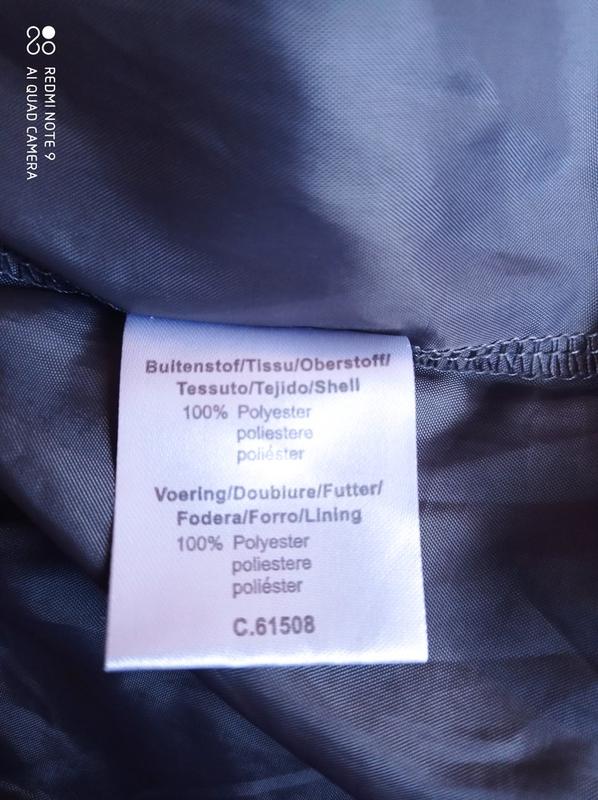 REDMI NOTE 9
AI QUAD CAMERA
Buitenstof/Tissu/Oberstoff/
Tessuto/Tejido/Shell
100% Polyester
poliestere
poliéster
Voering/Doublure/Futter/
Fodera/Forro/Lining
100% Polyester
poliestere
poliéster
C.61508